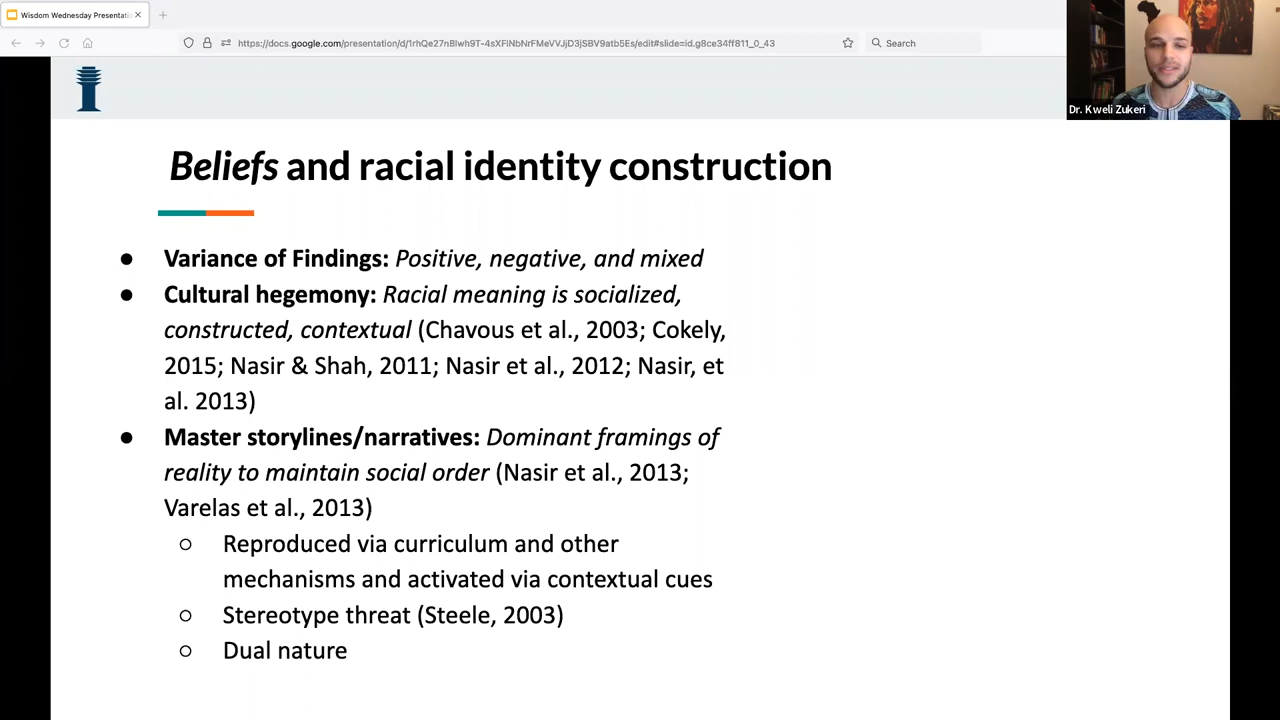 Wisdom Wednesday Presentati
https://docs.google.com/presentation/d/1rhQe27nBlwh9T-4sXFlNbNrFMeVVJjD3jSBV9atb5Es/edit#slide=id.g8ce34ff811_0_43
Search
Dr. Kweli Zukeri
Beliefs and racial identity construction
● Variance of Findings: Positive, negative, and mixed
● Cultural hegemony: Racial meaning is socialized,
constructed, contextual (Chavous et al., 2003; Cokely,
2015; Nasir & Shah, 2011; Nasir et al., 2012; Nasir, et
al. 2013)
● Master storylines/narratives: Dominant framings of
reality to maintain social order (Nasir et al., 2013;
Varelas et al., 2013)
○ Reproduced via curriculum and other
mechanisms and activated via contextual cues
○ Stereotype threat (Steele, 2003)
○ Dual nature